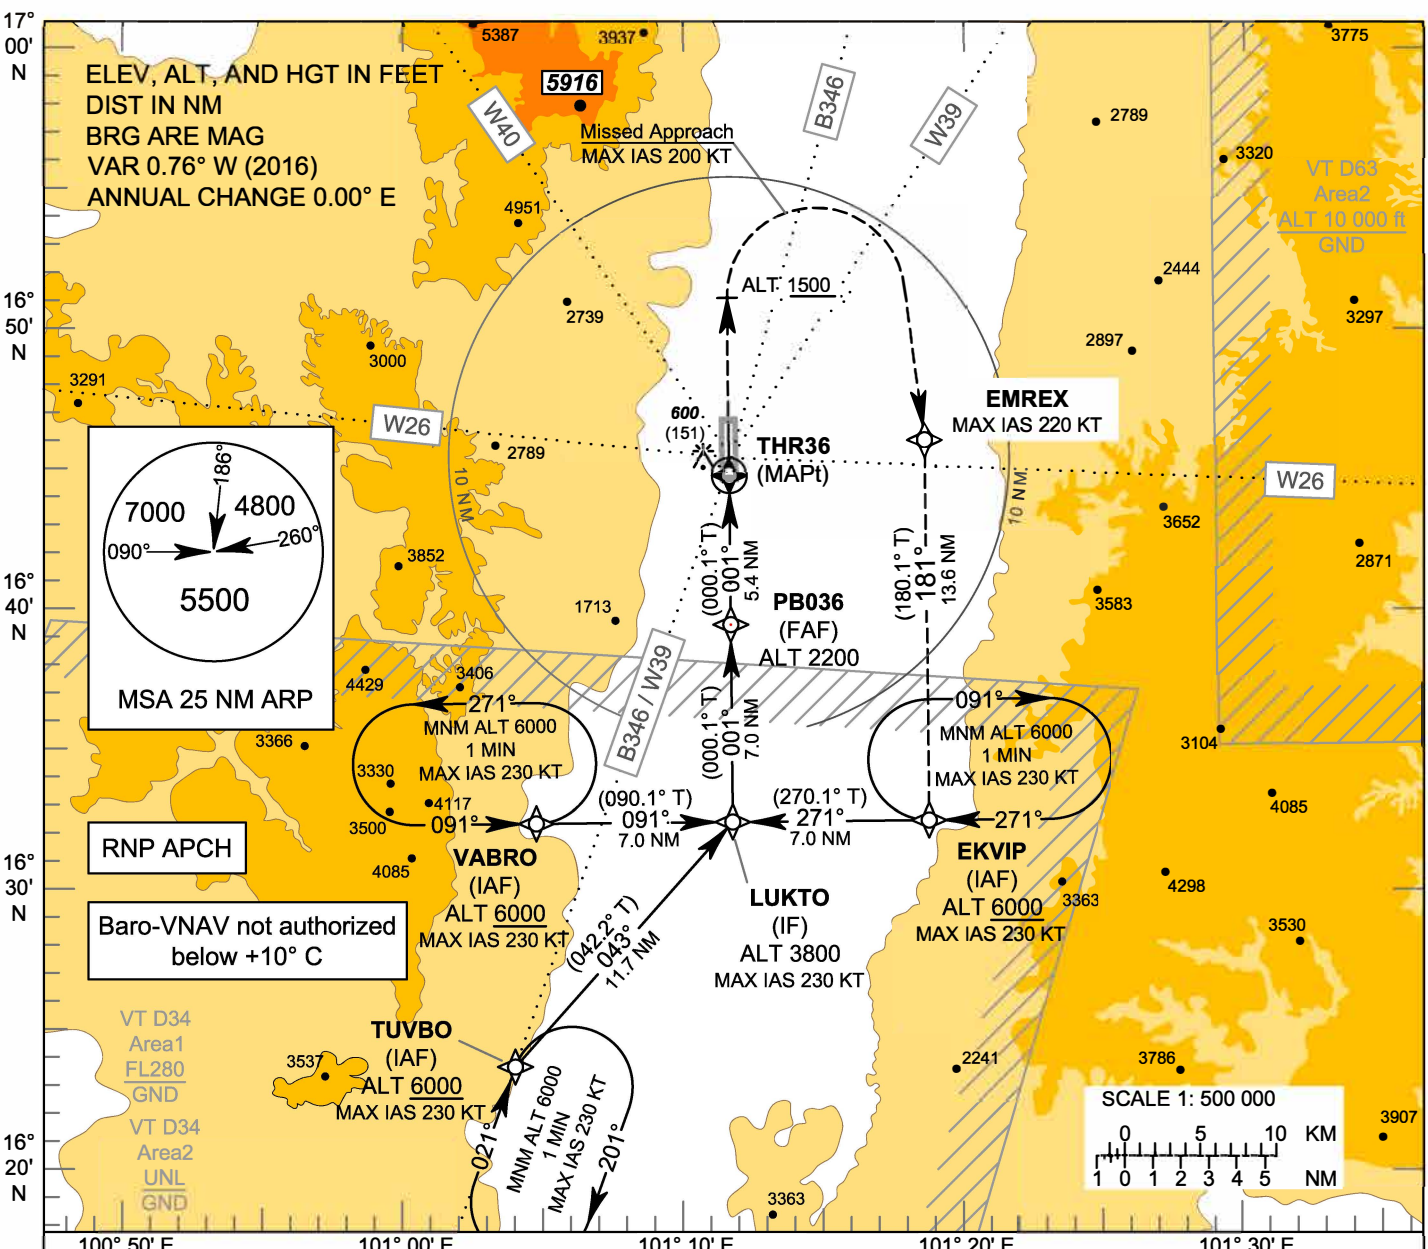 17°
00'
N
ELEV, ALT, AND HGT IN FEET
DIST IN NM
BRG ARE MAG
VAR 0.76° W (2016)
ANNUAL CHANGE 0.00° E
5387
3937
5916
Missed Approach
MAX IAS 200 KT
W40
B346
W39
3775
2789
3320
VT D63
Area2
ALT 10 000 ft
GND
4951
2444
ALT 1500
2739
3297
16°
50'
N
3000
2897
3291
W26
EMREX
MAX IAS 220 KT
600
(151)
THR36
(MAPt)
2789
W26
10 NM
10 NM
186°
7000
4800
090°
260°
5500
MSA 25 NM ARP
3652
2871
3852
(000.1° T)
001°
5.4 NM
(180.1° T)
181°
13.6 NM
16°
40'
N
3583
1713
PB036
(FAF)
ALT 2200
B346 / W39
4429
3406
271°
MNM ALT 6000
1 MIN
MAX IAS 230 KT
091°
(000.1° T)
001°
7.0 NM
091°
MNM ALT 6000
1 MIN
MAX IAS 230 KT
271°
3366
3330
3500
4117
4085
3104
4085
(090.1° T)
091°
7.0 NM
(270.1° T)
271°
7.0 NM
RNP APCH
VABRO
(IAF)
ALT 6000
MAX IAS 230 KT
EKVIP
(IAF)
ALT 6000
MAX IAS 230 KT
16°
30'
N
LUKTO
(IF)
ALT 3800
MAX IAS 230 KT
3363
4298
3530
Baro-VNAV not authorized
below +10° C
(042.2° T)
043°
11.7 NM
VT D34
Area1
FL280
GND
TUVBO
(IAF)
ALT 6000
MAX IAS 230 KT
3537
2241
3786
VT D34
Area2
UNL
GND
021°
MNM ALT 6000
1 MIN
MAX IAS 230 KT
201°
SCALE 1: 500 000
0 5 10 KM
1 0 1 2 3 4 5 NM
3907
16°
20'
N
3363
100° 50' E
101° 00' E
101° 10' E
101° 20' E
101° 30' E